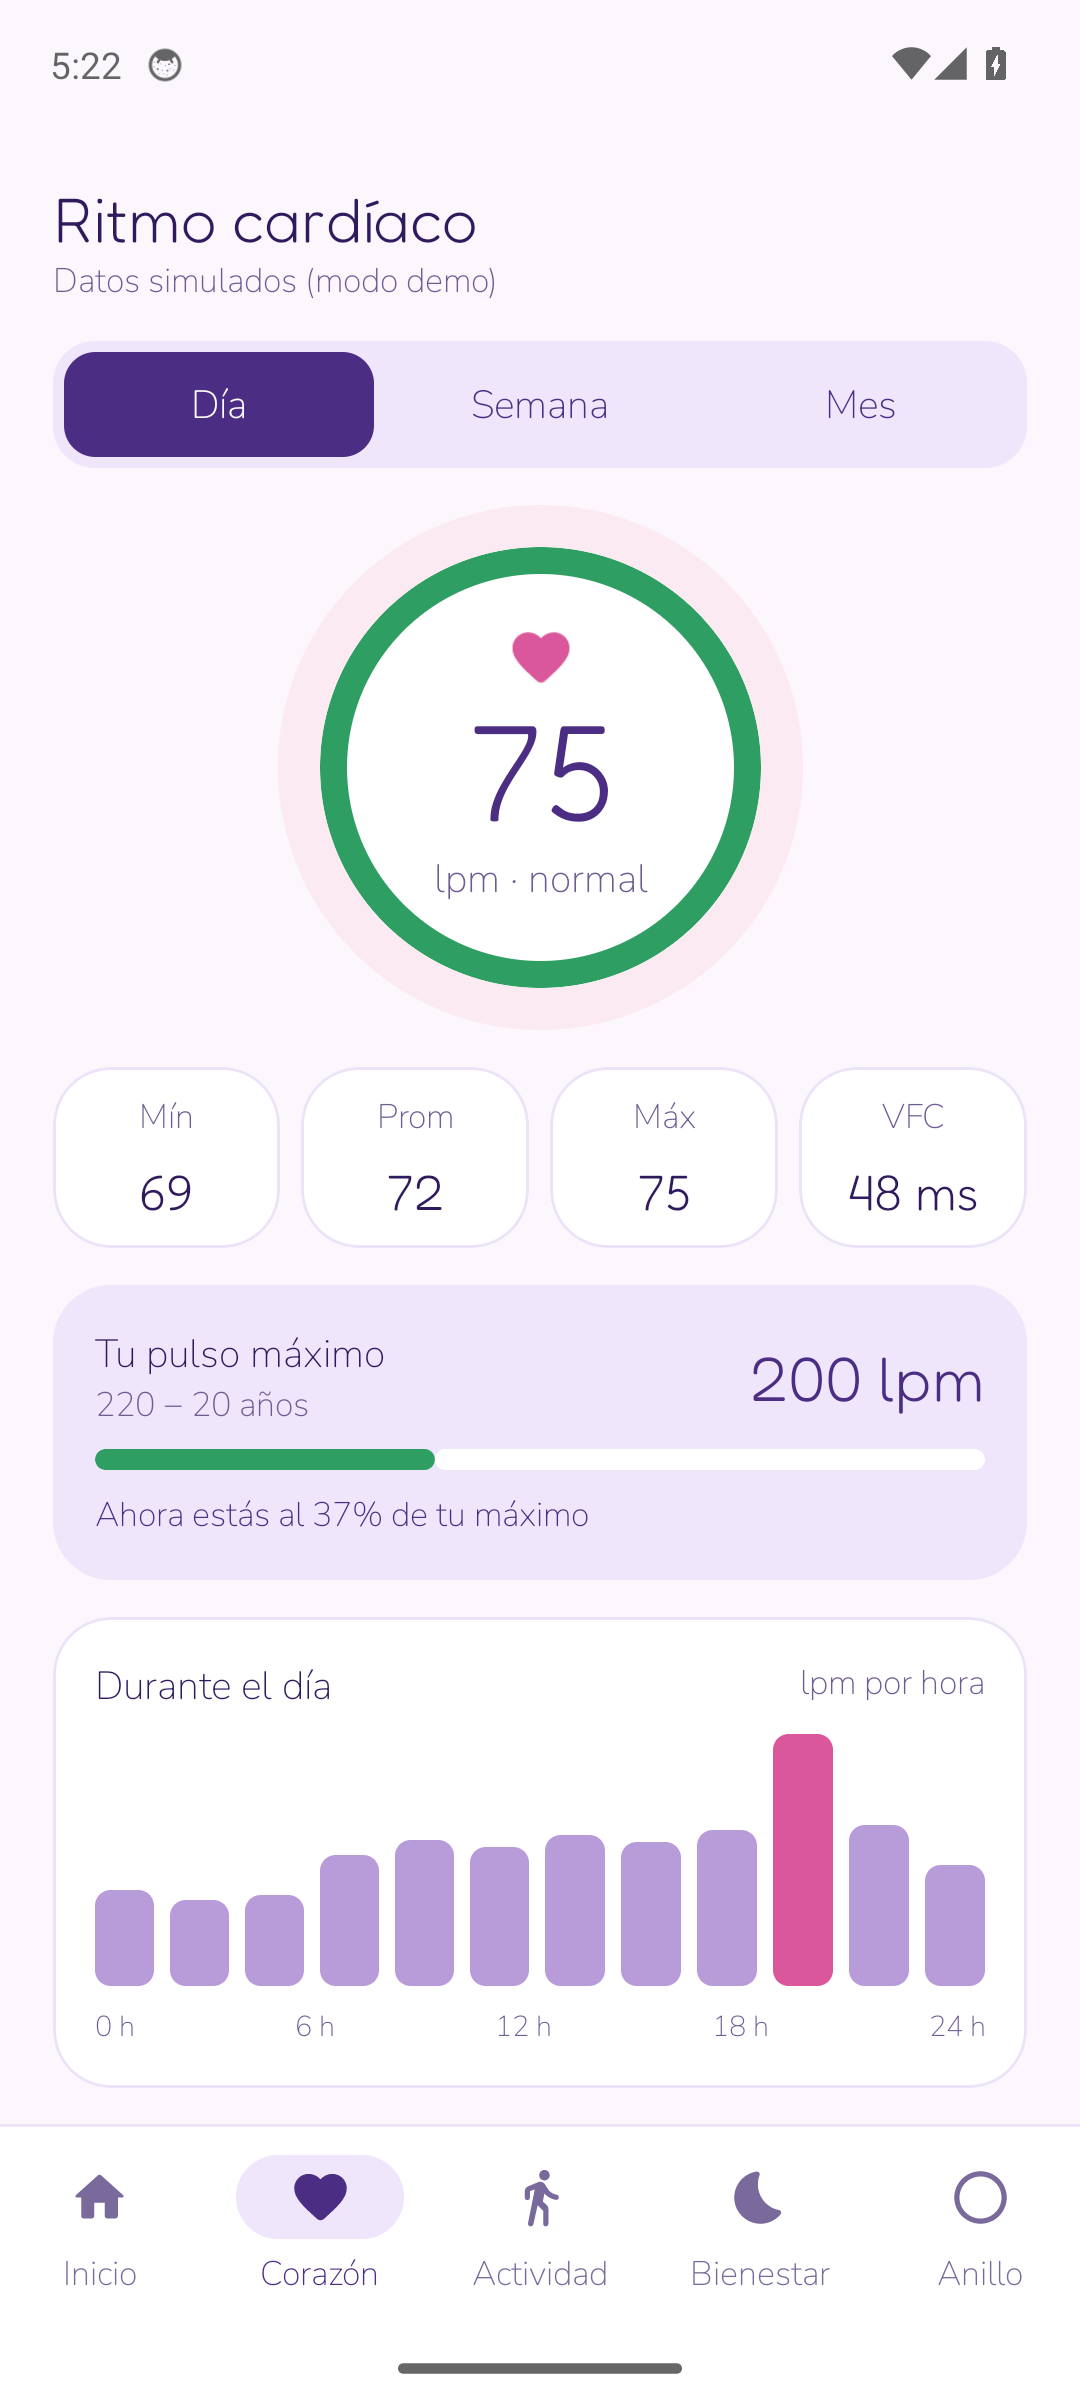 5:22
Ritmo cardíaco
Datos simulados (modo demo)
Día Semana Mes
75
lpm · normal
Mín Prom Máx VFC
69 72 75 48 ms
Tu pulso máximo
220 – 20 años
200 lpm
Ahora estás al 37% de tu máximo
Durante el día lpm por hora
0 h 6 h 12 h 18 h 24 h
Inicio Corazón Actividad Bienestar Anillo